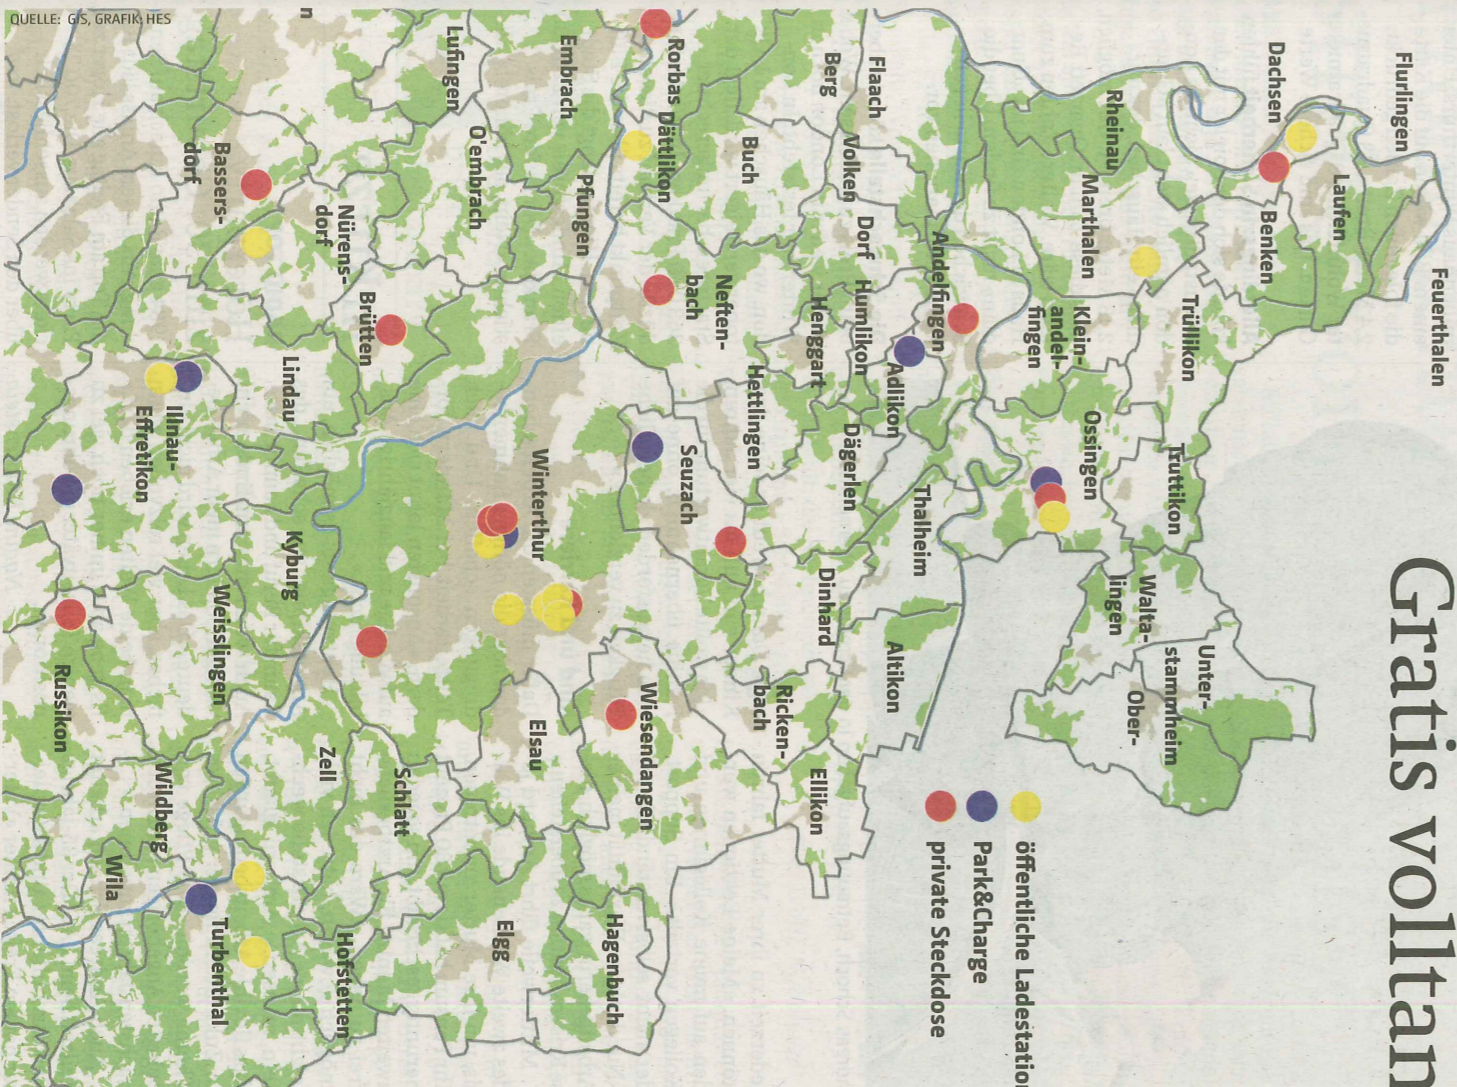 Gratis volltan
Flurlingen
Feuerthalen
Dachsen
Laufen
Benken
Rheinau
Marthalen
Trüllikon
Truttikon
Klein-
andel-
fingen
Ossingen
Walta-
lingen
Unter-
stammheim
Ober-
Flaach
Volken
Dorf
Andelfingen
Berg
Humlikon
Adlikon
Henggart
Dägerlen
Thalheim
Altikon
Buch
Hettlingen
Dinhard
Ricken-
bach
Ellikon
Rorbas
Dättlikon
Neften-
bach
Seuzach
Wiesendangen
Hagenbuch
Embrach
Pfungen
Winterthur
Elsau
Elgg
Lufingen
O'embrach
Brütten
Schlatt
Hofstetten
Nürens-
dorf
Lindau
Kyburg
Zell
n
Bassers-
dorf
Illnau-
Effretikon
Weisslingen
Wildberg
Turbenthal
Russikon
Wila
öffentliche Ladestation
Park&Charge
private Steckdose
QUELLE: GIS, GRAFIK: HES